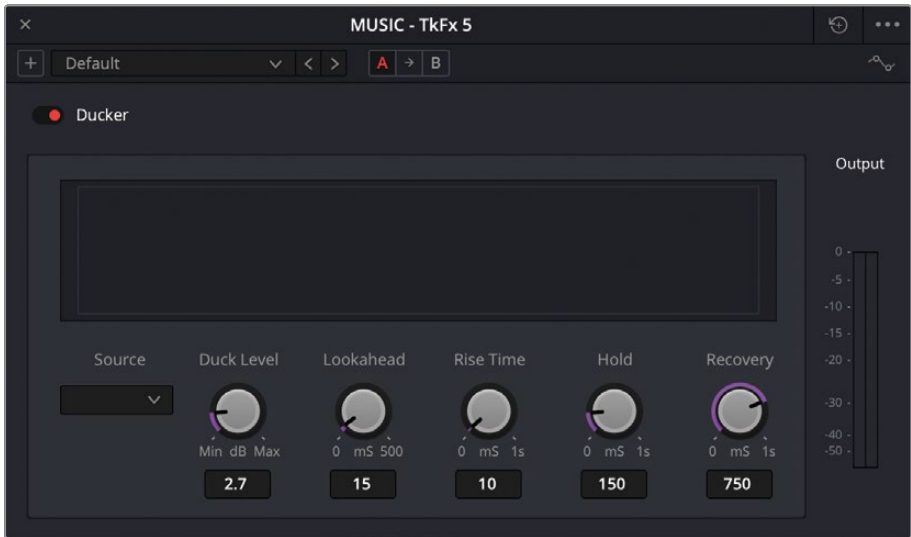 MUSIC - TkFx 5
Default
A B
Ducker
Output
0 -
-5 -
-10 -
-15 -
-20 -
-30 -
-40 -
-50 -
Source Duck Level Lookahead Rise Time Hold Recovery
Min dB Max 0 mS 500 0 mS 1s 0 mS 1s 0 mS 1s
2.7 15 10 150 750